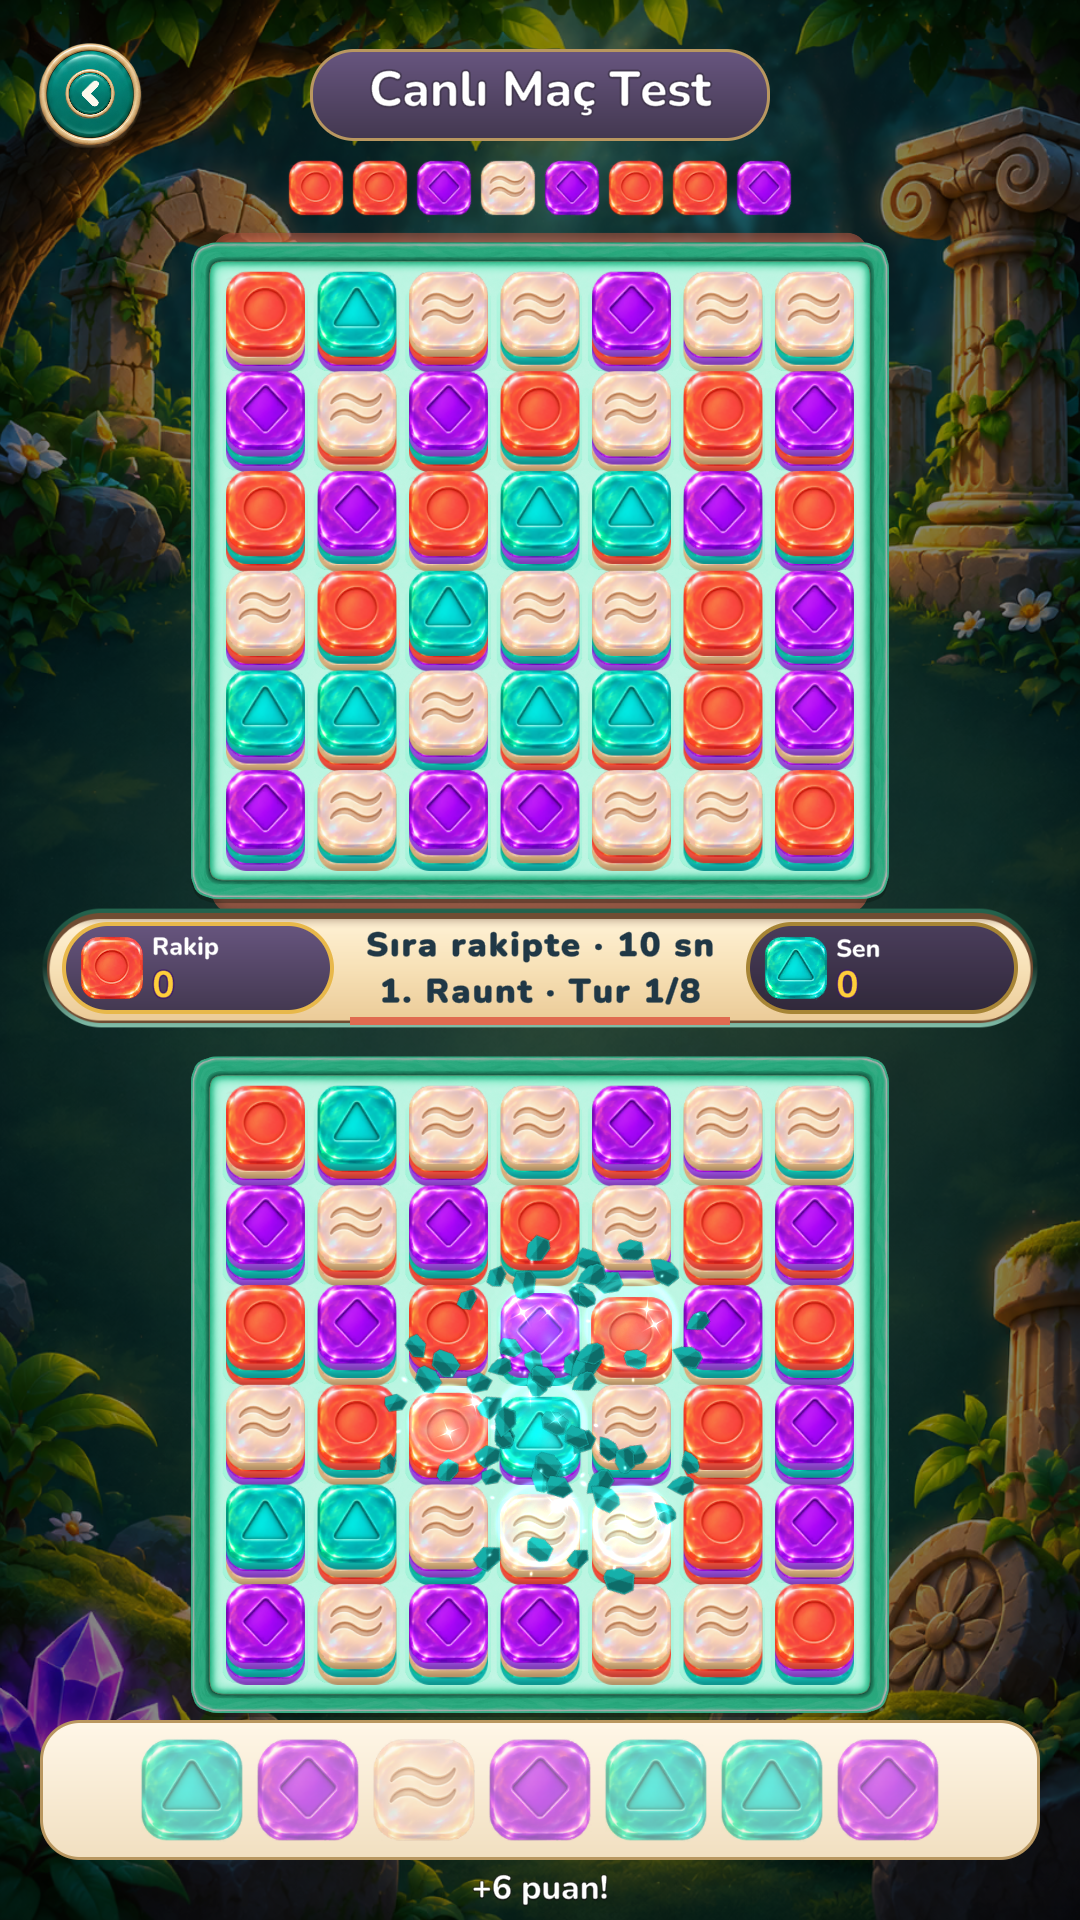 Canlı Maç Test
Rakip
0
Sıra rakipte · 10 sn
1. Raunt · Tur 1/8
Sen
0
+6 puan!